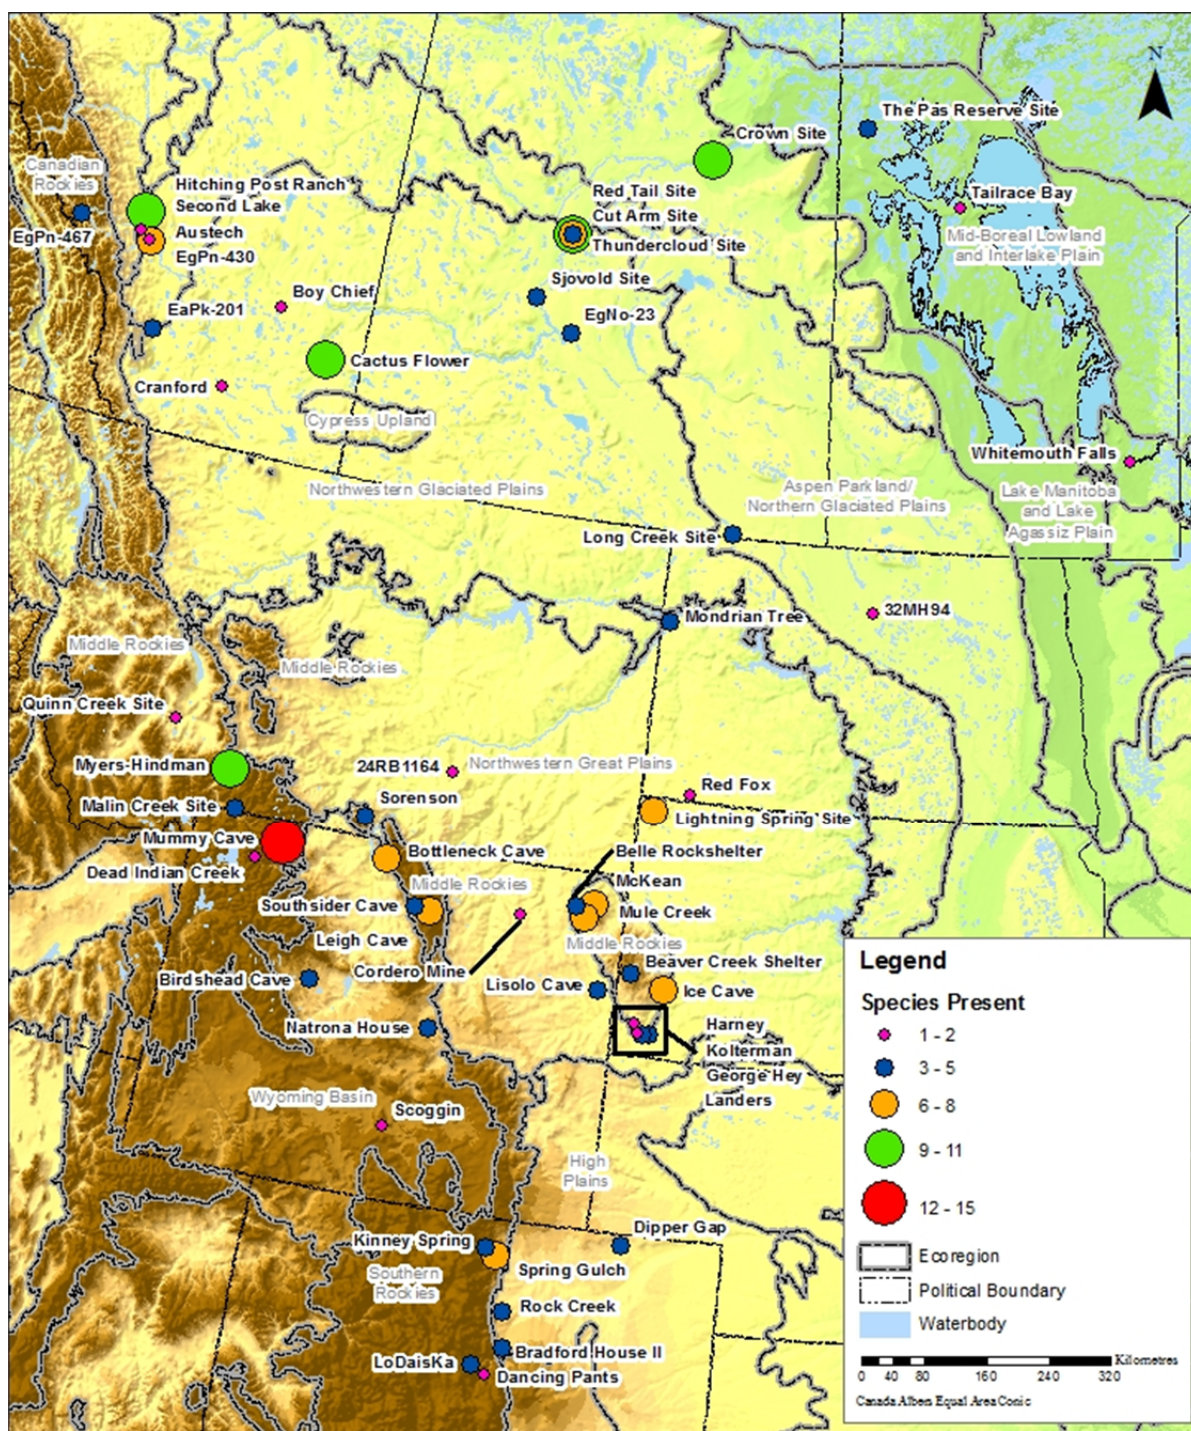 N
The Pas Reserve Site
Crown Site
Canadian
Rockies
Hitching Post Ranch
Second Lake
Red Tail Site
Cut Arm Site
Thundercloud Site
Tailrace Bay
EgPn-467
Austech
EgPn-430
Mid-Boreal Lowland
and Interlake Plain
Sjovold Site
Boy Chief
EaPk-201
EgNo-23
Cactus Flower
Cranford
Cypress Upland
Whitemouth Falls
Northwestern Glaciated Plains
Aspen Parkland/
Northern Glaciated Plains
Lake Manitoba
and Lake
Agassiz Plain
Long Creek Site
32MH94
Mondrian Tree
Middle Rockies
Middle Rockies
Quinn Creek Site
Myers-Hindman
24RB1164
Northwestern Great Plains
Red Fox
Malin Creek Site
Sorenson
Lightning Spring Site
Mummy Cave
Bottleneck Cave
Belle Rockshelter
Dead Indian Creek
Middle Rockies
McKean
Southsider Cave
Mule Creek
Leigh Cave
Middle Rockies
Cordero Mine
Beaver Creek Shelter
Birdshead Cave
Lisolo Cave
Ice Cave
Natrona House
Harney
Kolterman
George Hey
Landers
Wyoming Basin
Scoggin
High
Plains
Dipper Gap
Kinney Spring
Spring Gulch
Southern
Rockies
Rock Creek
Bradford House II
LoDaisKa
Dancing Pants
Legend
Species Present
1 - 2
3 - 5
6 - 8
9 - 11
12 - 15
Ecoregion
Political Boundary
Waterbody
Kilometres
0 40 80 160 240 320
Canada Albers Equal Area Conic